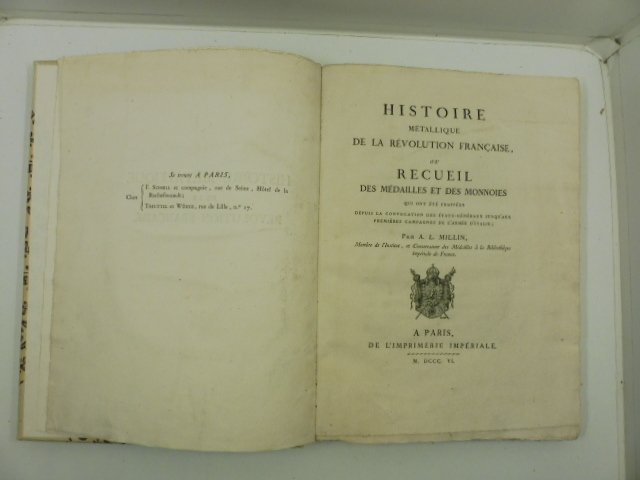 Se trouve A PARIS,
Chez
F. Schoell et compagnie, rue de Seine, Hôtel de la
Rochefoucault;
Treuttel et Würtz, rue de Lille, n.º 17.
HISTOIRE
MÉTALLIQUE
DE LA RÉVOLUTION FRANÇAISE,
OU
RECUEIL
DES MÉDAILLES ET DES MONNOIES
QUI ONT ÉTÉ FRAPPÉES
DEPUIS LA CONVOCATION DES ÉTATS-GÉNÉRAUX JUSQU'AUX
PREMIÈRES CAMPAGNES DE L'ARMÉE D'ITALIE;
PAR A. L. MILLIN,
Membre de l'Institut, et Conservateur des Médailles à la Bibliothèque
Impériale de France.
A PARIS,
DE L'IMPRIMERIE IMPÉRIALE.
M. DCCC. VI.